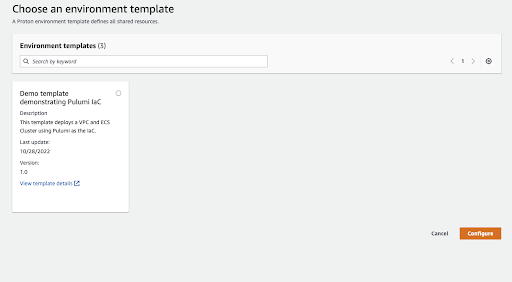 Choose an environment template
A Proton environment template defines all shared resources.
Environment templates (3)
Search by keyword
1
Demo template
demonstrating Pulumi IaC
Description
This template deploys a VPC and ECS
Cluster using Pulumi as the IaC.
Last update:
10/28/2022
Version:
1.0
View template details
Cancel
Configure